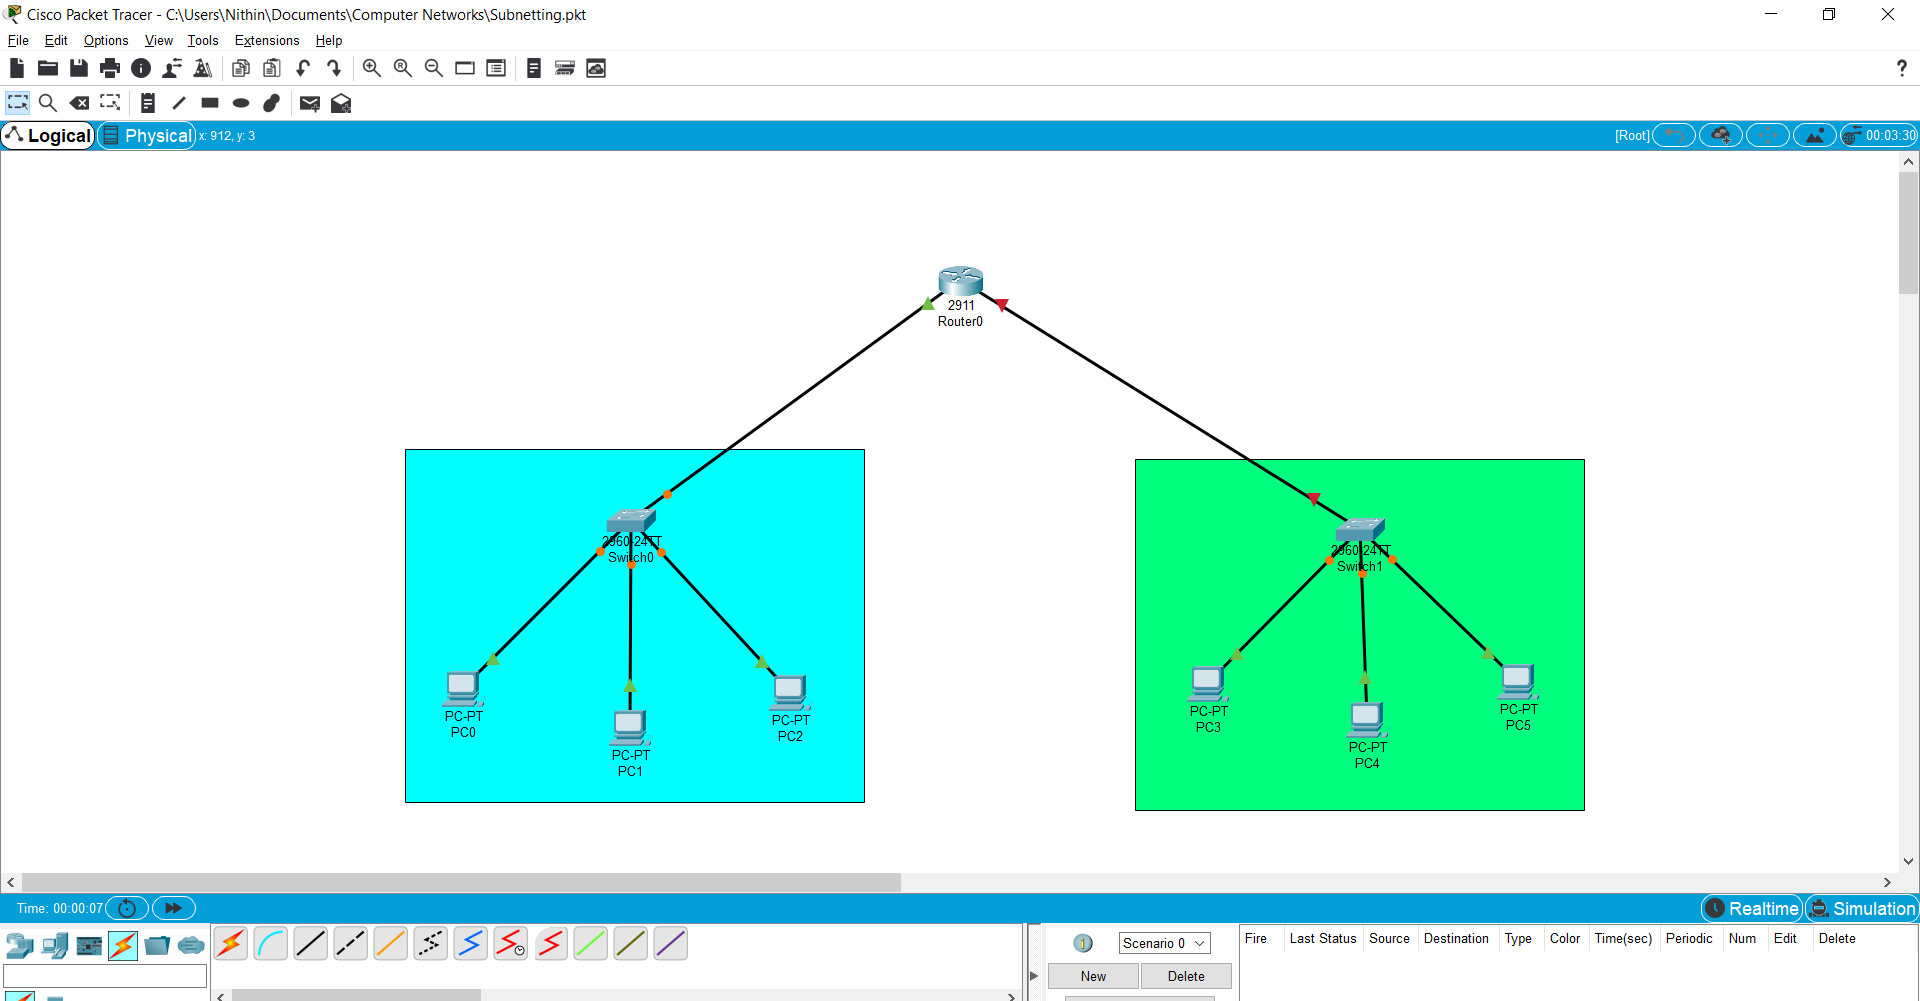 Cisco Packet Tracer - C:\Users\Nithin\Documents\Computer Networks\Subnetting.pkt
File Edit Options View Tools Extensions Help
?
Logical Physical x: 912, y: 3 [Root] 00:03:30
2911
Router0
2960-24TT
Switch0
2960-24TT
Switch1
PC-PT
PC0
PC-PT
PC1
PC-PT
PC2
PC-PT
PC3
PC-PT
PC4
PC-PT
PC5
Time: 00:00:07 Realtime Simulation
Scenario 0
New Delete
Fire Last Status Source Destination Type Color Time(sec) Periodic Num Edit Delete